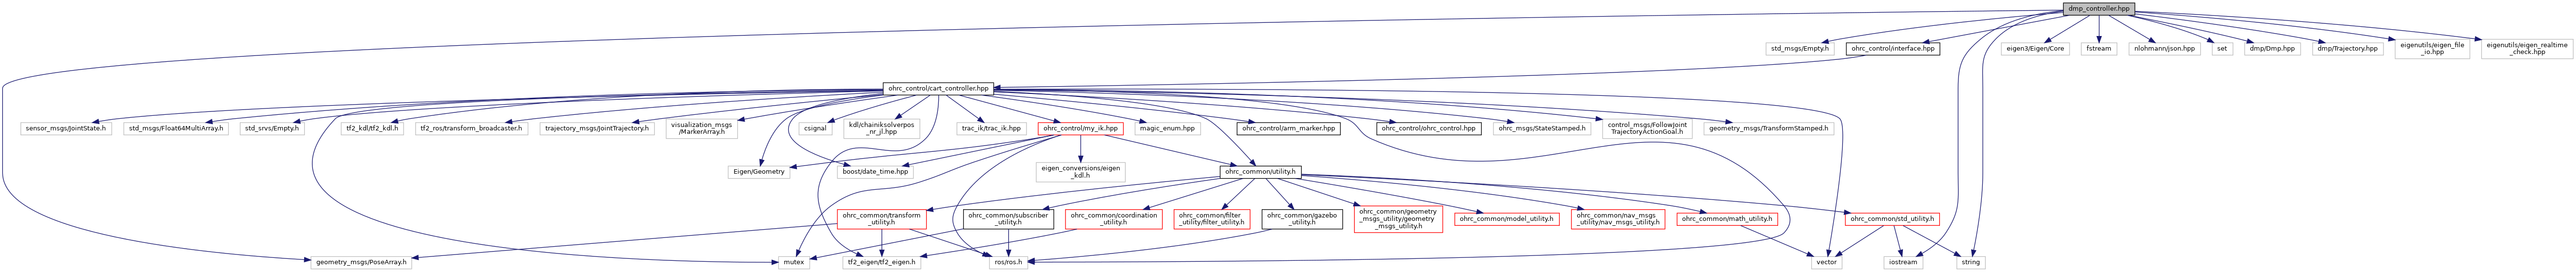 dmp_controller.hpp
std_msgs/Empty.h
ohrc_control/interface.hpp
eigen3/Eigen/Core
fstream
nlohmann/json.hpp
set
dmp/Dmp.hpp
dmp/Trajectory.hpp
eigenutils/eigen_file
_io.hpp
eigenutils/eigen_realtime
_check.hpp
ohrc_control/cart_controller.hpp
sensor_msgs/JointState.h
std_msgs/Float64MultiArray.h
std_srvs/Empty.h
tf2_kdl/tf2_kdl.h
tf2_ros/transform_broadcaster.h
trajectory_msgs/JointTrajectory.h
visualization_msgs
/MarkerArray.h
csignal
kdl/chainiksolverpos
_nr_jl.hpp
trac_ik/trac_ik.hpp
ohrc_control/my_ik.hpp
magic_enum.hpp
ohrc_control/arm_marker.hpp
ohrc_control/ohrc_control.hpp
ohrc_msgs/StateStamped.h
control_msgs/FollowJoint
TrajectoryActionGoal.h
geometry_msgs/TransformStamped.h
Eigen/Geometry
boost/date_time.hpp
eigen_conversions/eigen
_kdl.h
ohrc_common/utility.h
ohrc_common/transform
_utility.h
ohrc_common/subscriber
_utility.h
ohrc_common/coordination
_utility.h
ohrc_common/filter
_utility/filter_utility.h
ohrc_common/gazebo
_utility.h
ohrc_common/geometry
_msgs_utility/geometry
_msgs_utility.h
ohrc_common/model_utility.h
ohrc_common/nav_msgs
_utility/nav_msgs_utility.h
ohrc_common/math_utility.h
ohrc_common/std_utility.h
geometry_msgs/PoseArray.h
mutex
tf2_eigen/tf2_eigen.h
ros/ros.h
vector
iostream
string